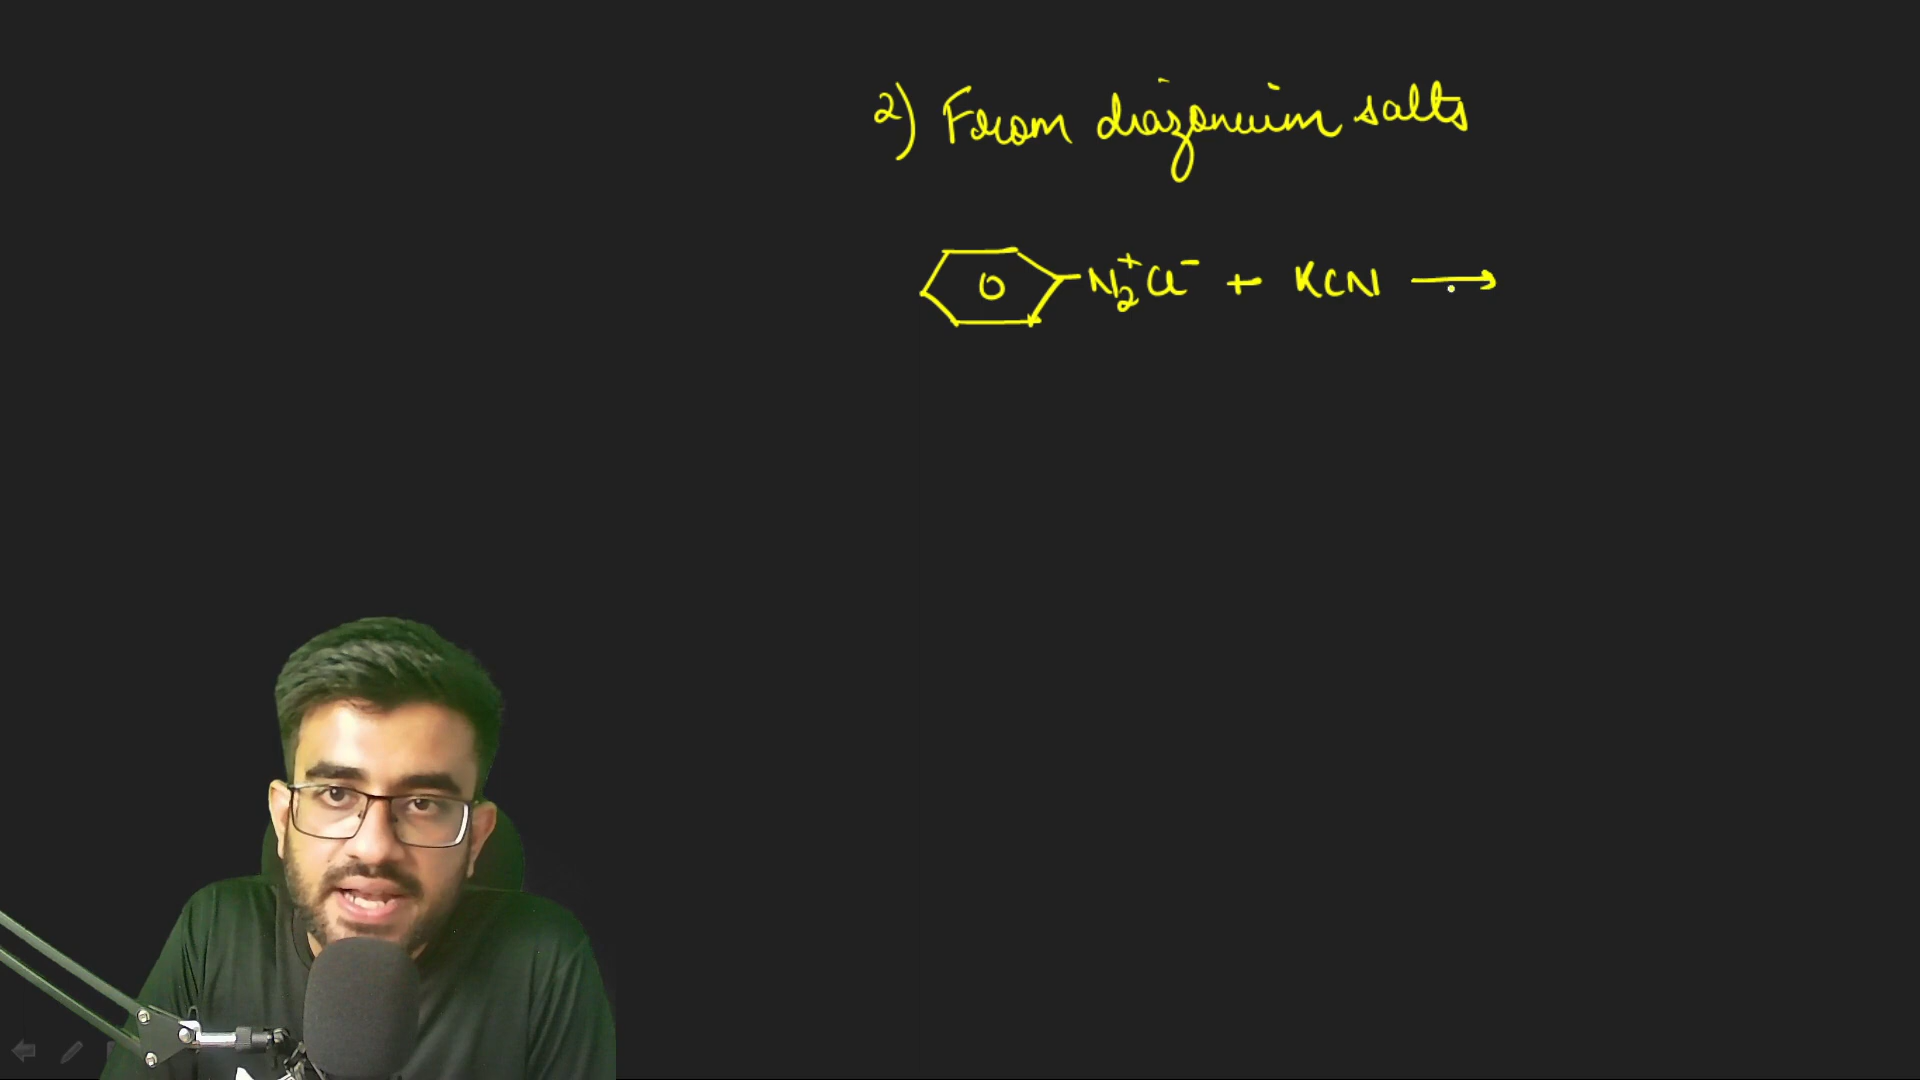 2) From diazonium salts
N₂⁺Cl⁻ + KCN ⟶